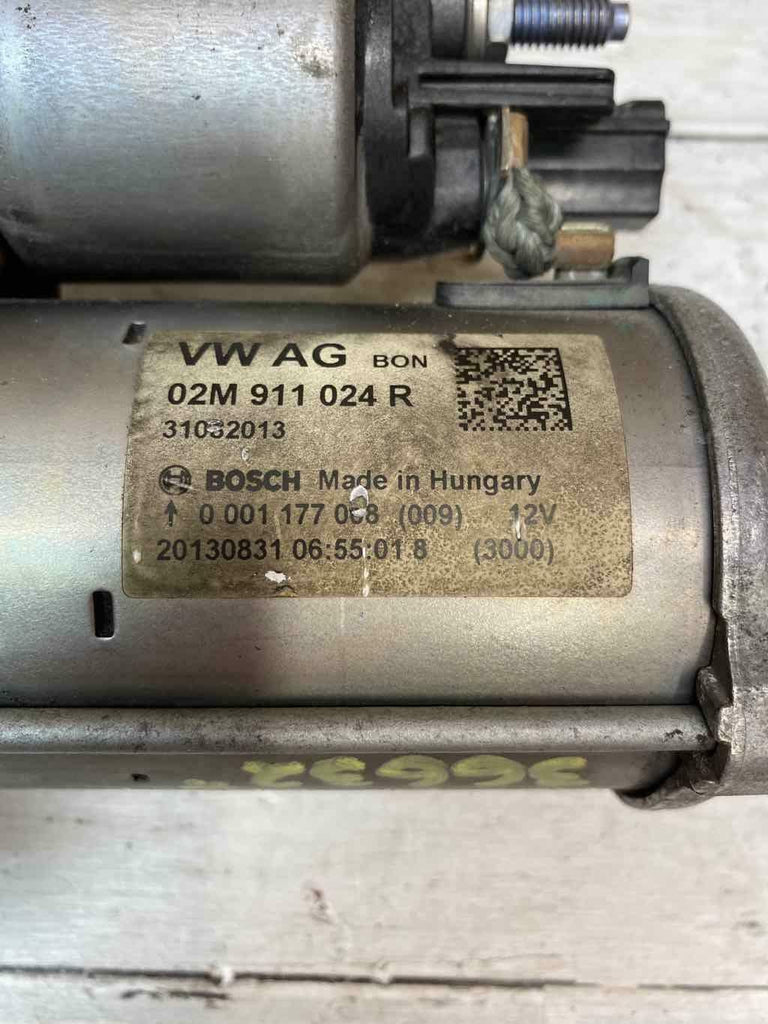 VW AG BON
02M 911 024 R
31082013
BOSCH Made in Hungary
↑ 0 001 177 008 (009) 12V
20130831 06:55:01 8 (3000)